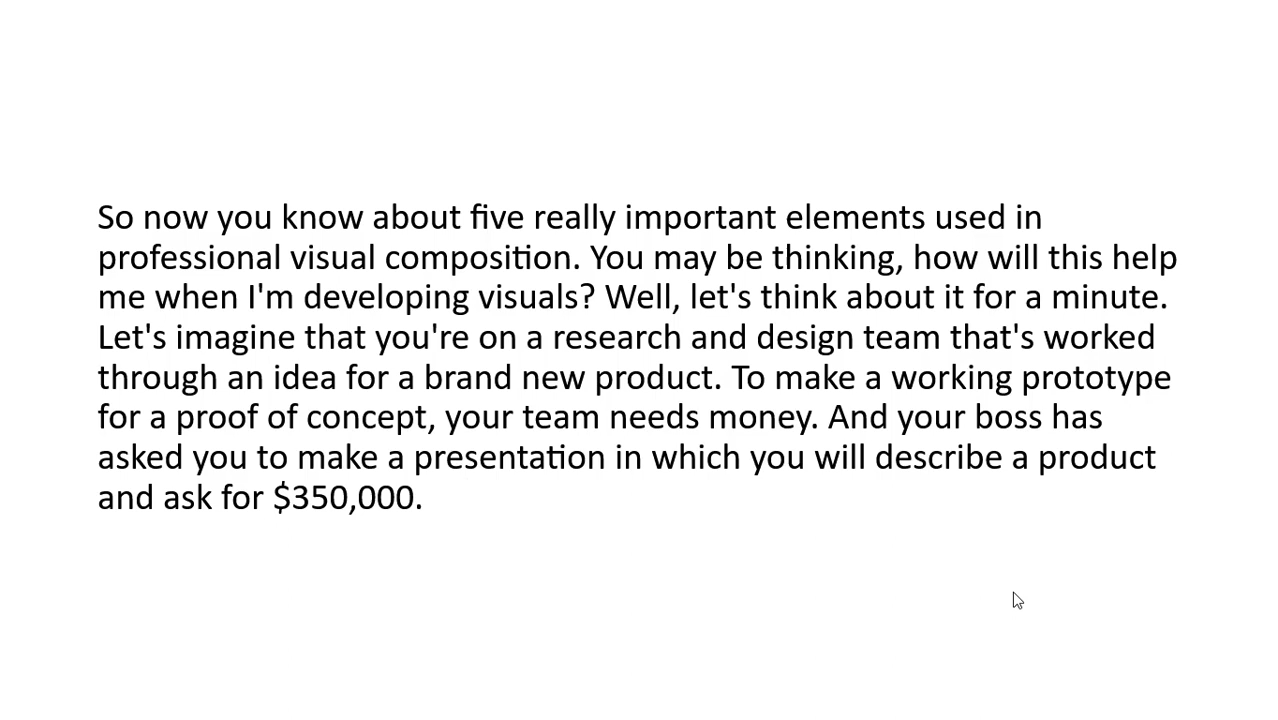 So now you know about five really important elements used in
professional visual composition. You may be thinking, how will this help
me when I'm developing visuals? Well, let's think about it for a minute.
Let's imagine that you're on a research and design team that's worked
through an idea for a brand new product. To make a working prototype
for a proof of concept, your team needs money. And your boss has
asked you to make a presentation in which you will describe a product
and ask for $350,000.